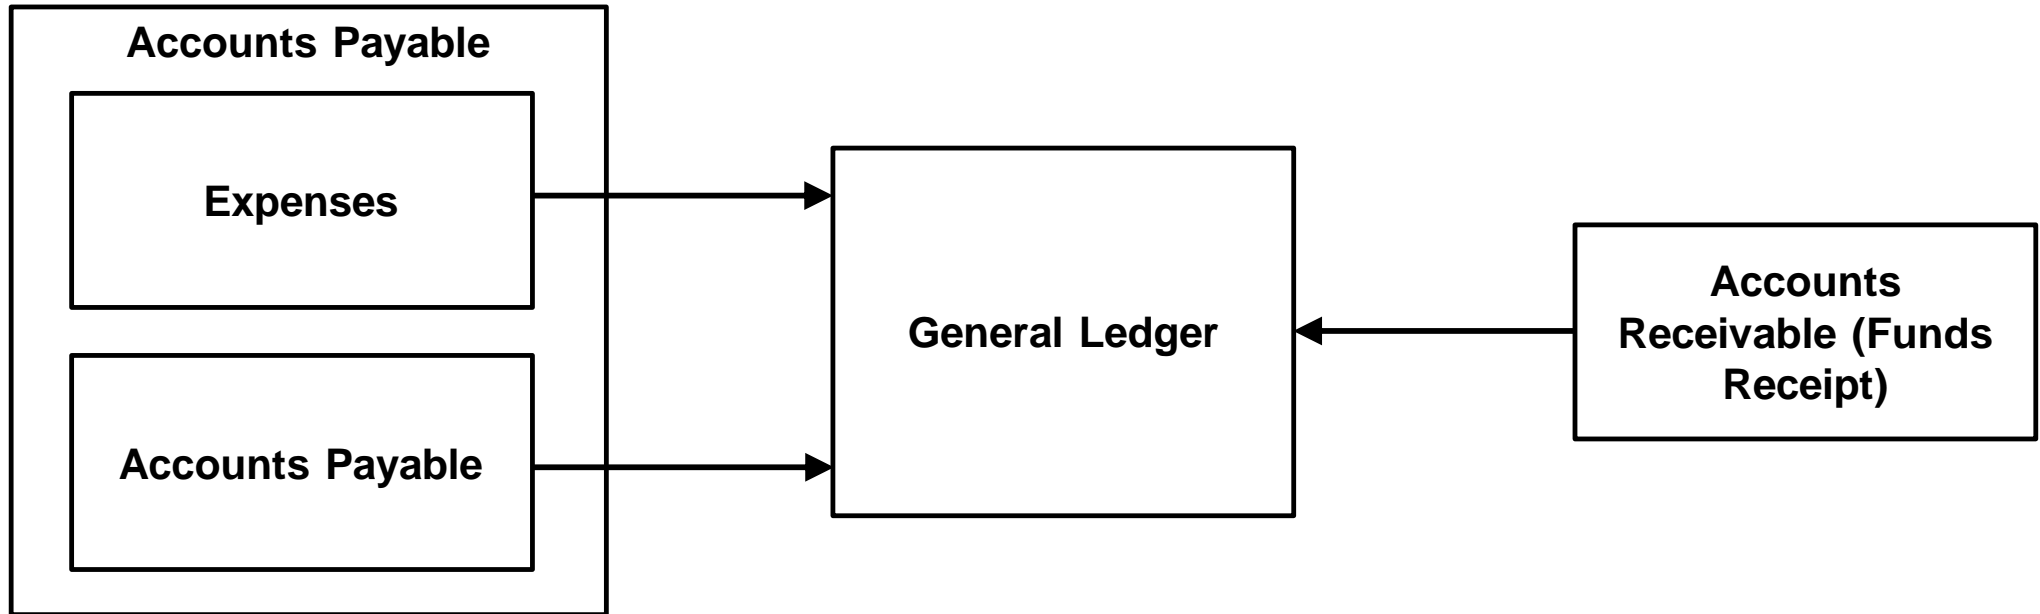 Accounts Payable
Expenses
Accounts Payable
General Ledger
Accounts
Receivable (Funds
Receipt)